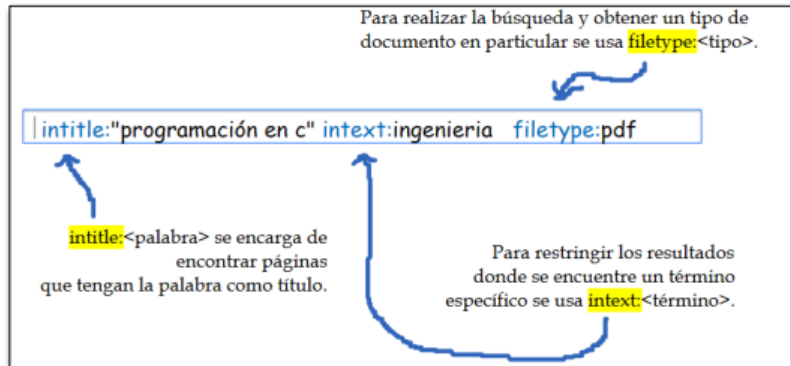 Para realizar la búsqueda y obtener un tipo de
documento en particular se usa filetype:<tipo>.
intitle:"programación en c" intext:ingenieria filetype:pdf
intitle:<palabra> se encarga de
encontrar páginas
que tengan la palabra como título.
Para restringir los resultados
donde se encuentre un término
específico se usa intext:<término>.